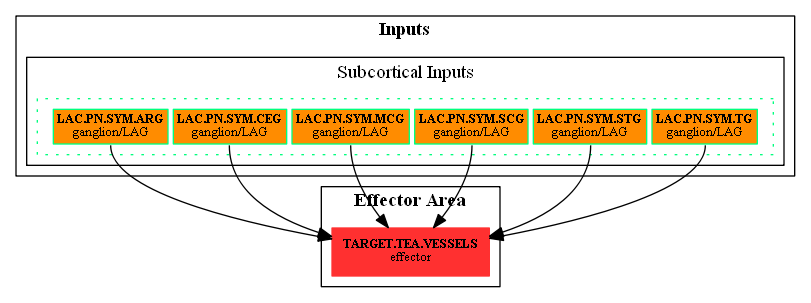 Inputs
Subcortical Inputs
LAC.PN.SYM.ARG
ganglion/LAG
LAC.PN.SYM.CEG
ganglion/LAG
LAC.PN.SYM.MCG
ganglion/LAG
LAC.PN.SYM.SCG
ganglion/LAG
LAC.PN.SYM.STG
ganglion/LAG
LAC.PN.SYM.TG
ganglion/LAG
Effector Area
TARGET.TEA.VESSELS
effector